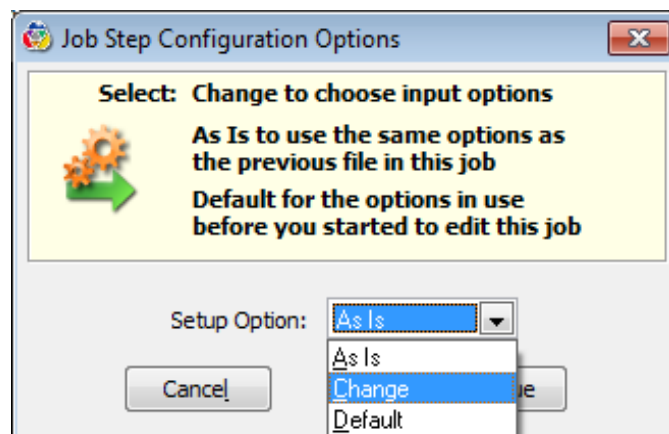 Job Step Configuration Options
Select: Change to choose input options
As Is to use the same options as
the previous file in this job
Default for the options in use
before you started to edit this job
Setup Option: As Is
As Is
Cancel Change
Default